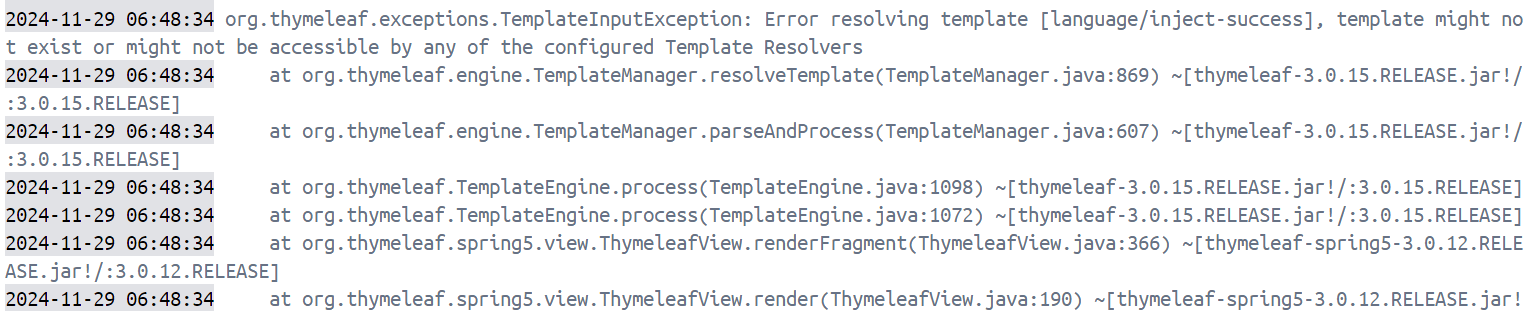 2024-11-29 06:48:34 org.thymeleaf.exceptions.TemplateInputException: Error resolving template [language/inject-success], template might no
t exist or might not be accessible by any of the configured Template Resolvers
2024-11-29 06:48:34     at org.thymeleaf.engine.TemplateManager.resolveTemplate(TemplateManager.java:869) ~[thymeleaf-3.0.15.RELEASE.jar!/
:3.0.15.RELEASE]
2024-11-29 06:48:34     at org.thymeleaf.engine.TemplateManager.parseAndProcess(TemplateManager.java:607) ~[thymeleaf-3.0.15.RELEASE.jar!/
:3.0.15.RELEASE]
2024-11-29 06:48:34     at org.thymeleaf.TemplateEngine.process(TemplateEngine.java:1098) ~[thymeleaf-3.0.15.RELEASE.jar!/:3.0.15.RELEASE]
2024-11-29 06:48:34     at org.thymeleaf.TemplateEngine.process(TemplateEngine.java:1072) ~[thymeleaf-3.0.15.RELEASE.jar!/:3.0.15.RELEASE]
2024-11-29 06:48:34     at org.thymeleaf.spring5.view.ThymeleafView.renderFragment(ThymeleafView.java:366) ~[thymeleaf-spring5-3.0.12.RELE
ASE.jar!/:3.0.12.RELEASE]
2024-11-29 06:48:34     at org.thymeleaf.spring5.view.ThymeleafView.render(ThymeleafView.java:190) ~[thymeleaf-spring5-3.0.12.RELEASE.jar!